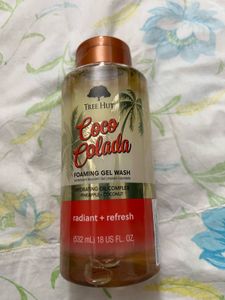 TREE HUT
Coco
Colada
FOAMING GEL WASH
HYDRATING OIL COMPLEX
PINEAPPLE + COCONUT
radiant + refresh
(532 mL) 18 US FL. OZ.